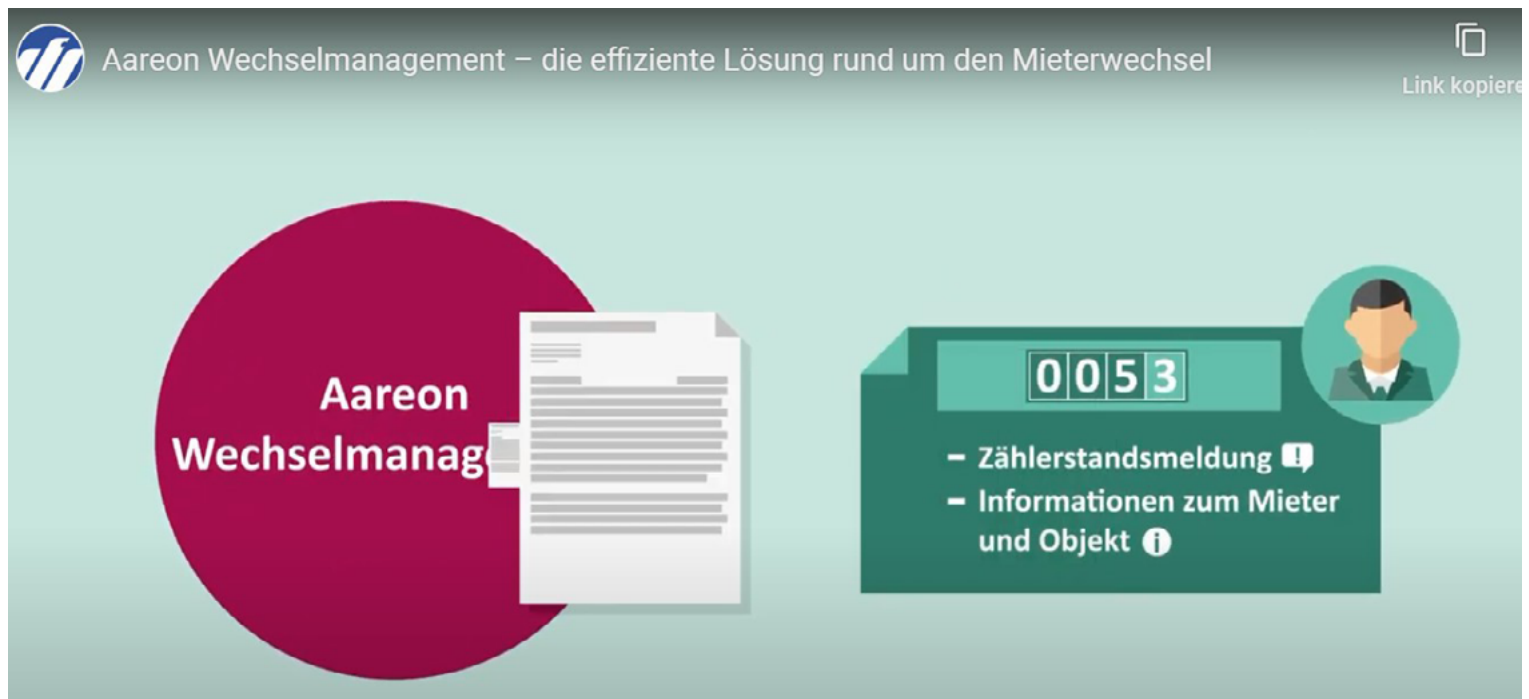 Aareon Wechselmanagement – die effiziente Lösung rund um den Mieterwechsel
Link kopiere
Aareon
Wechselmanag
0053
– Zählerstandsmeldung
– Informationen zum Mieter
und Objekt